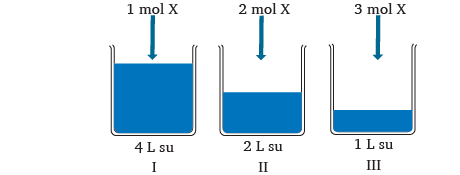 1 mol X 2 mol X 3 mol X
4 L su 2 L su 1 L su
I II III